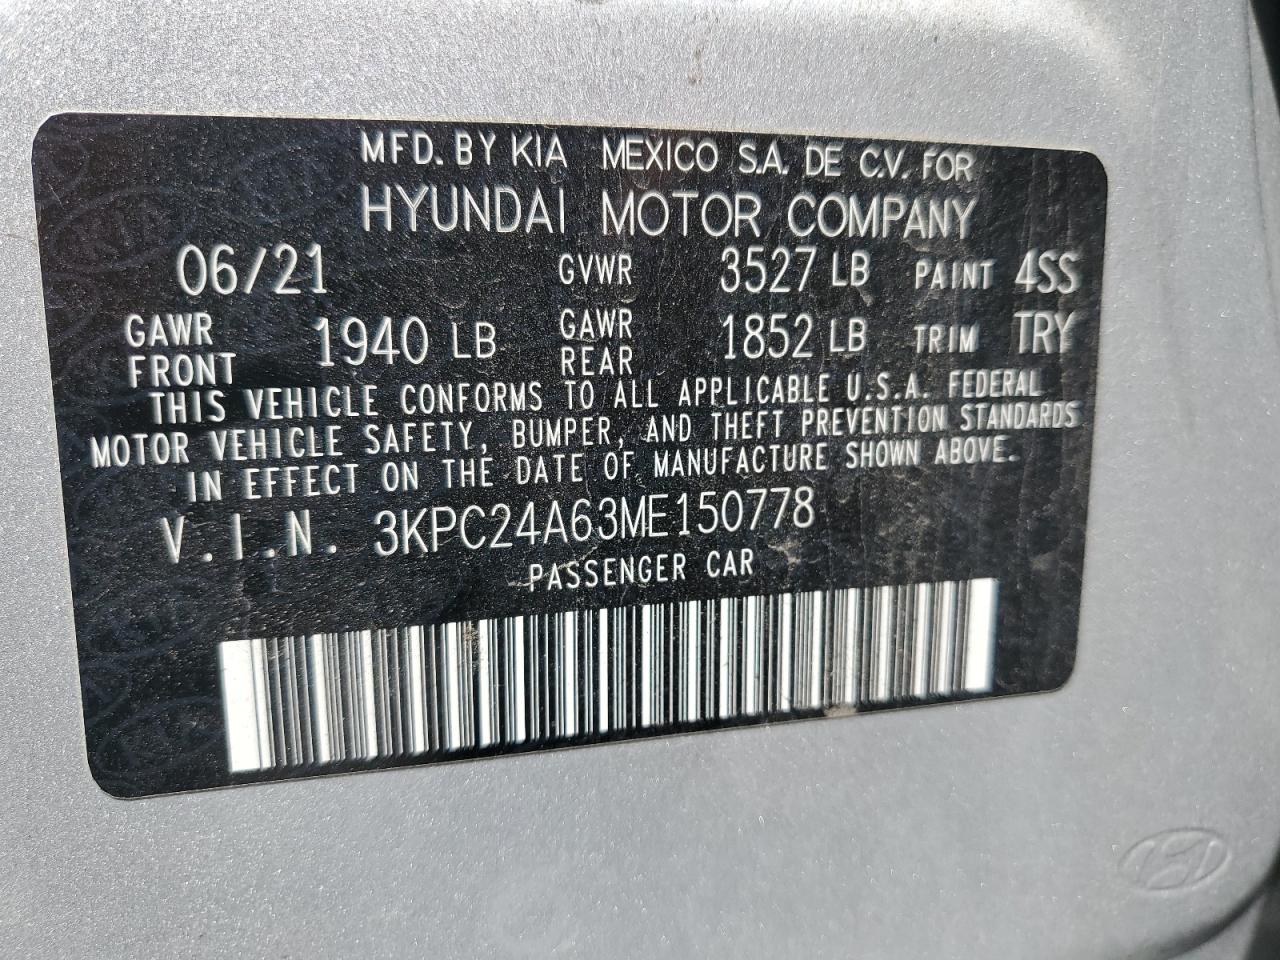 MFD. BY KIA MEXICO S.A. DE C.V. FOR
HYUNDAI MOTOR COMPANY
06/21 GVWR 3527 LB PAINT 4SS
GAWR FRONT 1940 LB GAWR REAR 1852 LB TRIM TRY
THIS VEHICLE CONFORMS TO ALL APPLICABLE U.S.A. FEDERAL
MOTOR VEHICLE SAFETY, BUMPER, AND THEFT PREVENTION STANDARDS
IN EFFECT ON THE DATE OF MANUFACTURE SHOWN ABOVE.
V.I.N. 3KPC24A63ME150778
PASSENGER CAR